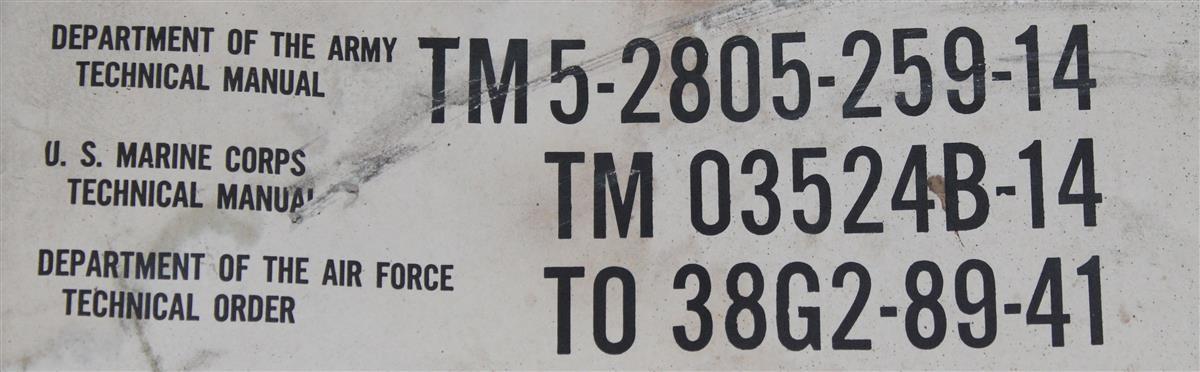 DEPARTMENT OF THE ARMY
TECHNICAL MANUAL
TM 5-2805-259-14
U. S. MARINE CORPS
TECHNICAL MANUAL
TM 03524B-14
DEPARTMENT OF THE AIR FORCE
TECHNICAL ORDER
TO 38G2-89-41